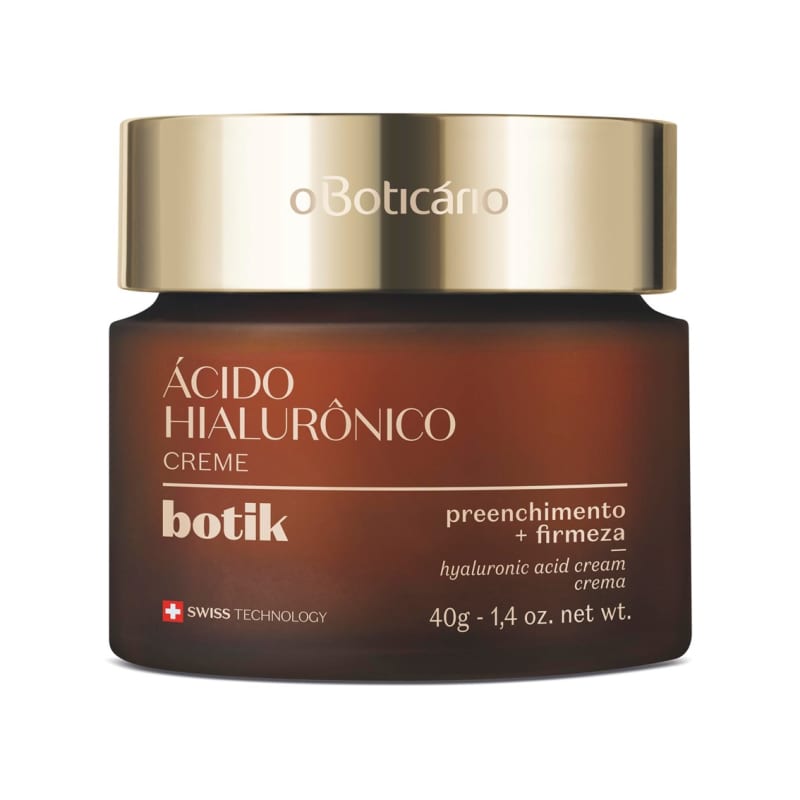 oBoticário
ÁCIDO
HIALURÔNICO
CREME
botik
preenchimento
+ firmeza
hyaluronic acid cream
crema
SWISS TECHNOLOGY
40g - 1,4 oz. net wt.